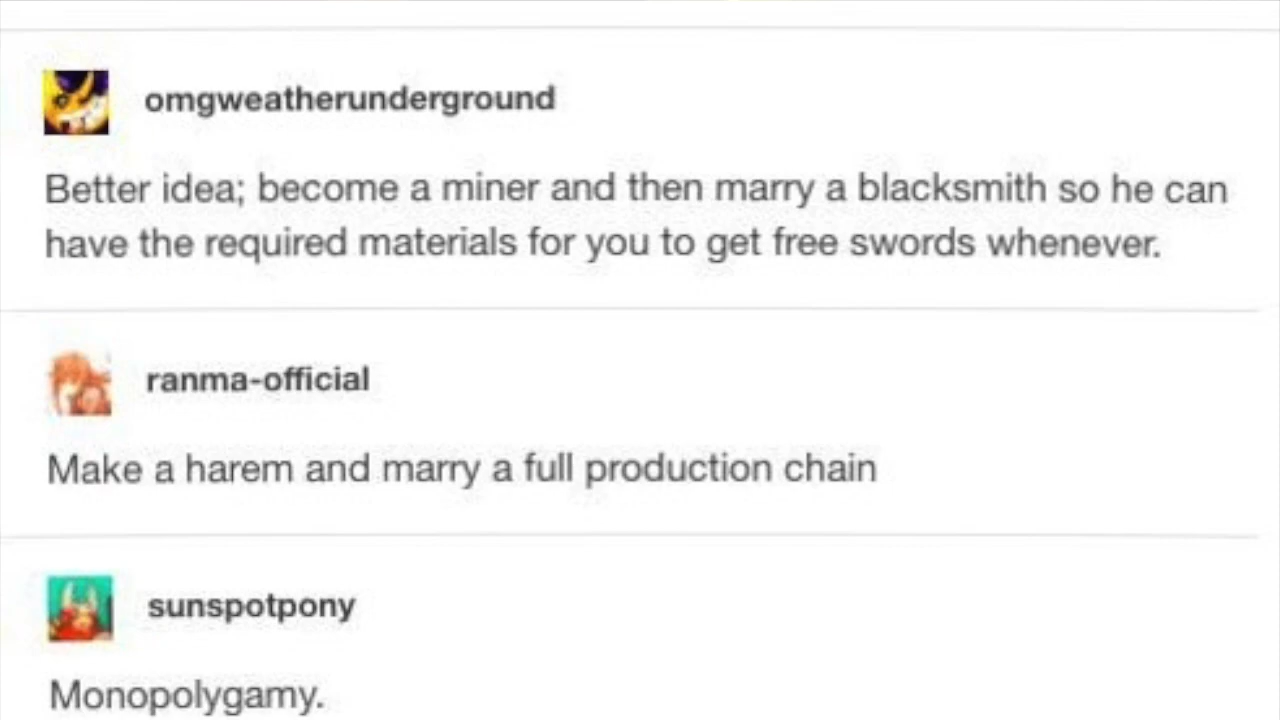 omgweatherunderground
Better idea; become a miner and then marry a blacksmith so he can
have the required materials for you to get free swords whenever.
ranma-official
Make a harem and marry a full production chain
sunspotpony
Monopolygamy.